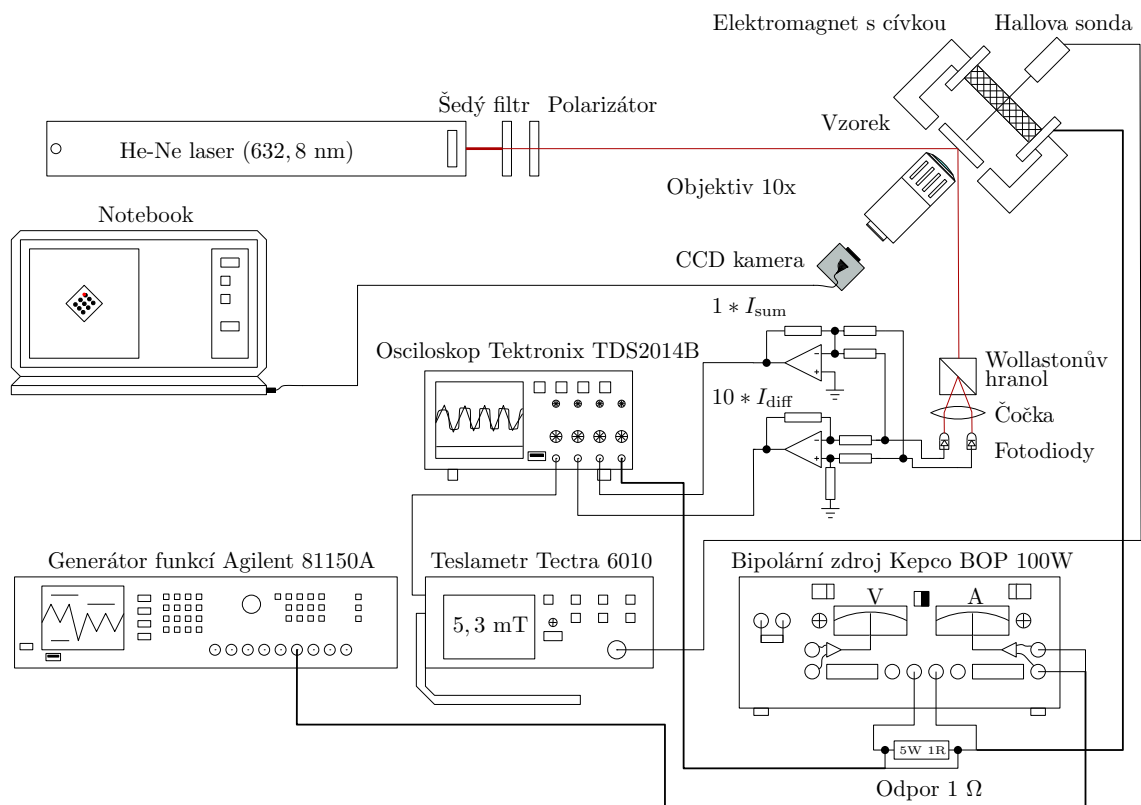 Elektromagnet s cívkou
Hallova sonda
Šedý filtr
Polarizátor
Vzorek
He-Ne laser (632, 8 nm)
Objektiv 10x
Notebook
CCD kamera
1 * I_sum
Osciloskop Tektronix TDS2014B
Wollastonův
hranol
10 * I_diff
Čočka
Fotodiody
Generátor funkcí Agilent 81150A
Teslametr Tectra 6010
Bipolární zdroj Kepco BOP 100W
V
A
5, 3 mT
5W 1R
Odpor 1 Ω